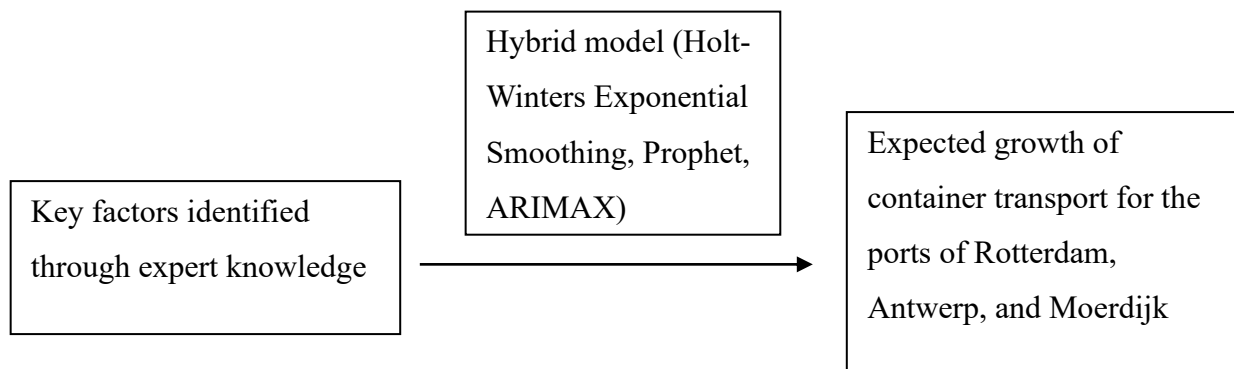 Key factors identified
through expert knowledge
Hybrid model (Holt-
Winters Exponential
Smoothing, Prophet,
ARIMAX)
Expected growth of
container transport for the
ports of Rotterdam,
Antwerp, and Moerdijk